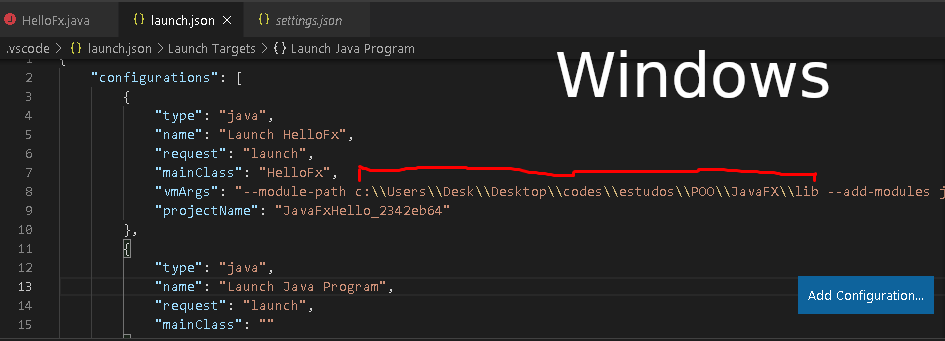 HelloFx.java {} launch.json × {} settings.json
.vscode > {} launch.json > Launch Targets > {} Launch Java Program
Windows
1 {
2 "configurations": [
3 {
4 "type": "java",
5 "name": "Launch HelloFx",
6 "request": "launch",
7 "mainClass": "HelloFx",
8 "vmArgs": "--module-path c:\\Users\\Desk\\Desktop\\codes\\estudos\\POO\\JavaFX\\lib --add-modules j
9 "projectName": "JavaFxHello_2342eb64"
10 },
11 {
12 "type": "java",
13 "name": "Launch Java Program",
14 "request": "launch",
15 "mainClass": ""
Add Configuration...